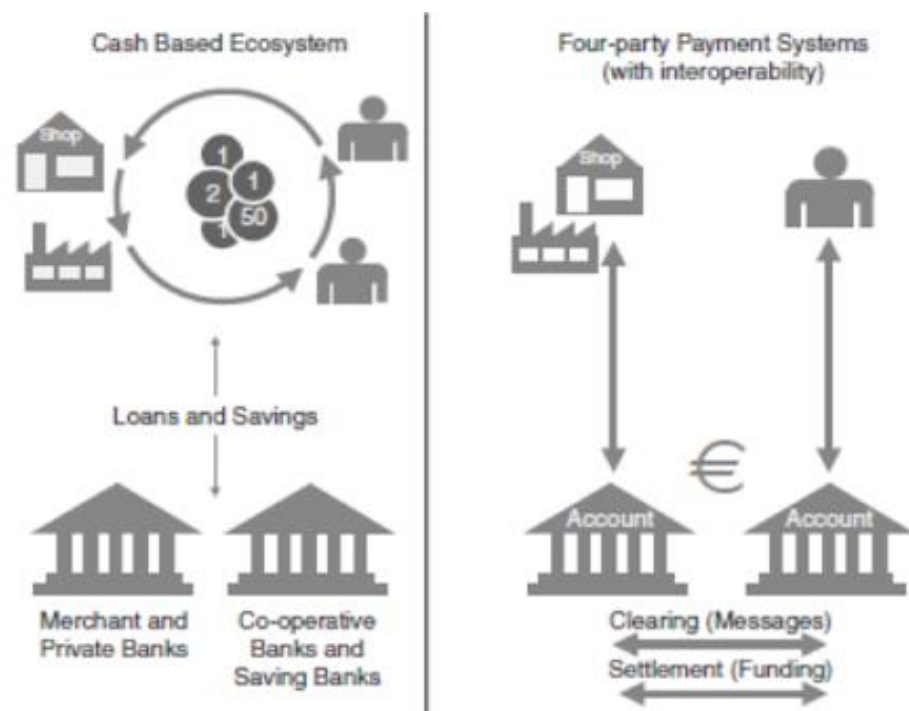 Cash Based Ecosystem
Shop
1
1
2
50
1
Loans and Savings
Merchant and
Private Banks
Co-operative
Banks and
Saving Banks
Four-party Payment Systems
(with interoperability)
Shop
€
Account
Account
Clearing (Messages)
Settlement (Funding)